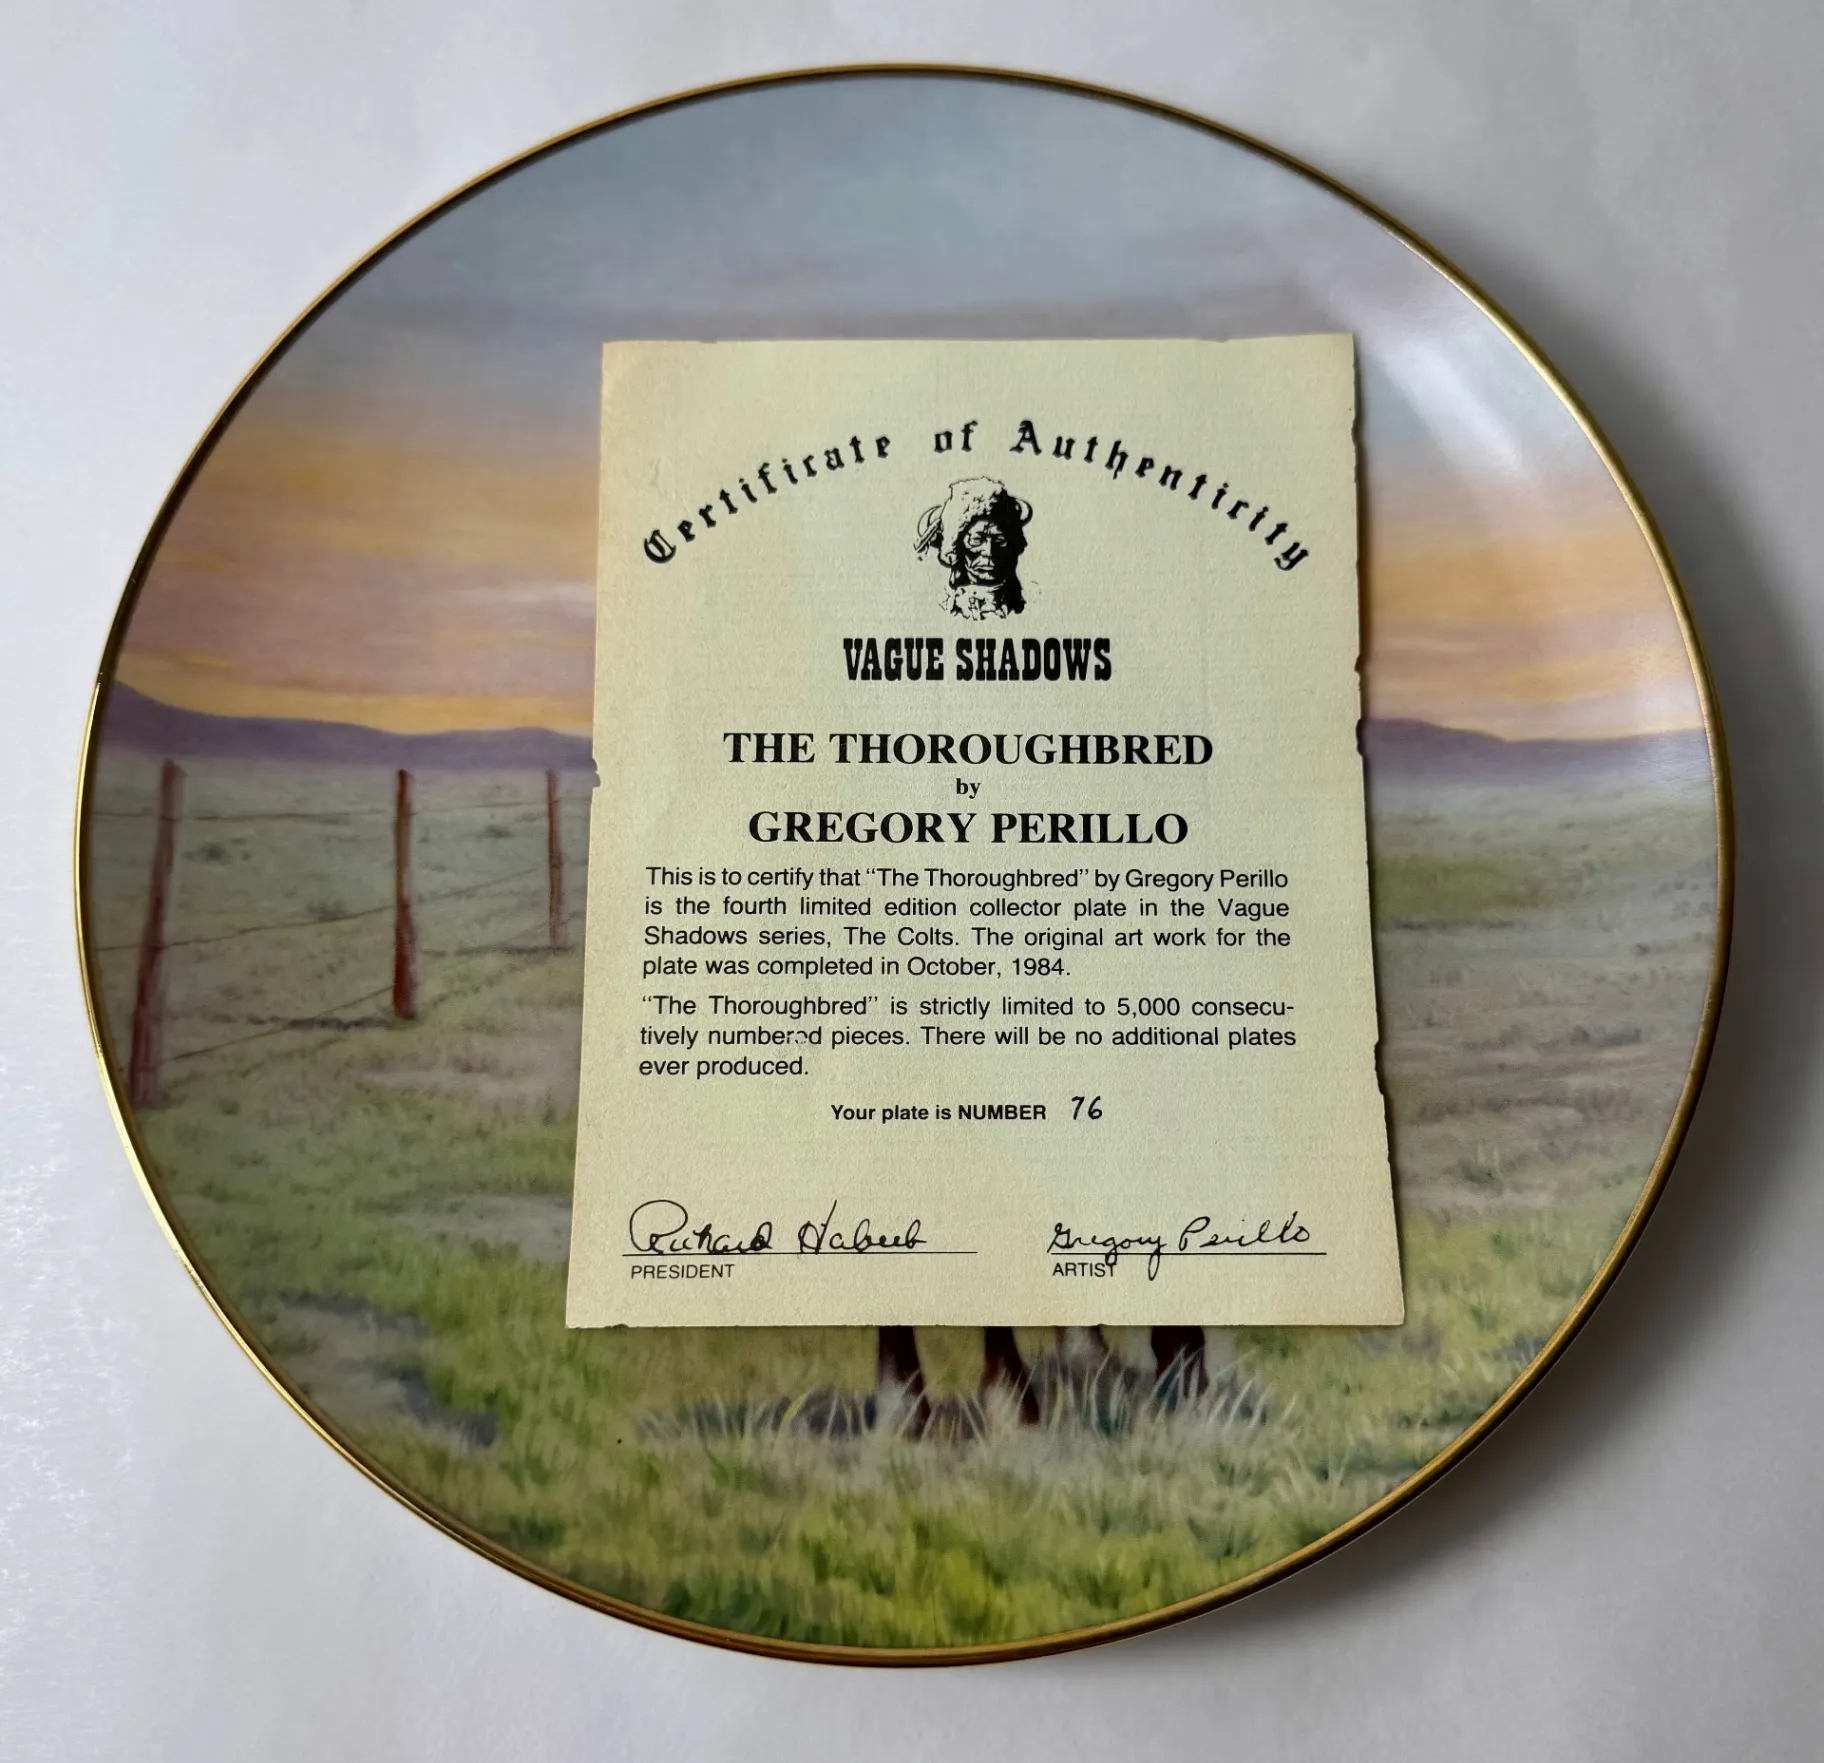 Certificate of Authenticity
VAGUE SHADOWS
THE THOROUGHBRED
by
GREGORY PERILLO
This is to certify that “The Thoroughbred” by Gregory Perillo
is the fourth limited edition collector plate in the Vague
Shadows series, The Colts. The original art work for the
plate was completed in October, 1984.
“The Thoroughbred” is strictly limited to 5,000 consecu-
tively numbered pieces. There will be no additional plates
ever produced.
Your plate is NUMBER 76
Richard Habeeb Gregory Perillo
PRESIDENT ARTIST